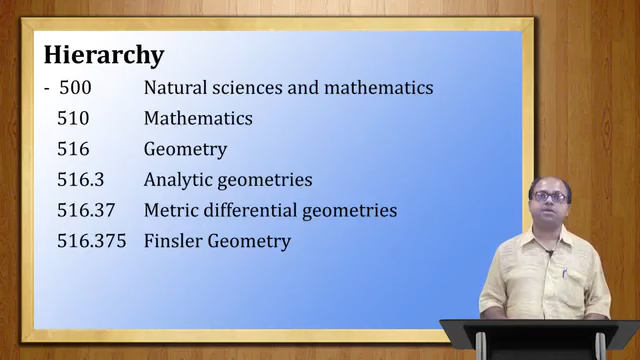 Hierarchy
- 500 Natural sciences and mathematics
510 Mathematics
516 Geometry
516.3 Analytic geometries
516.37 Metric differential geometries
516.375 Finsler Geometry